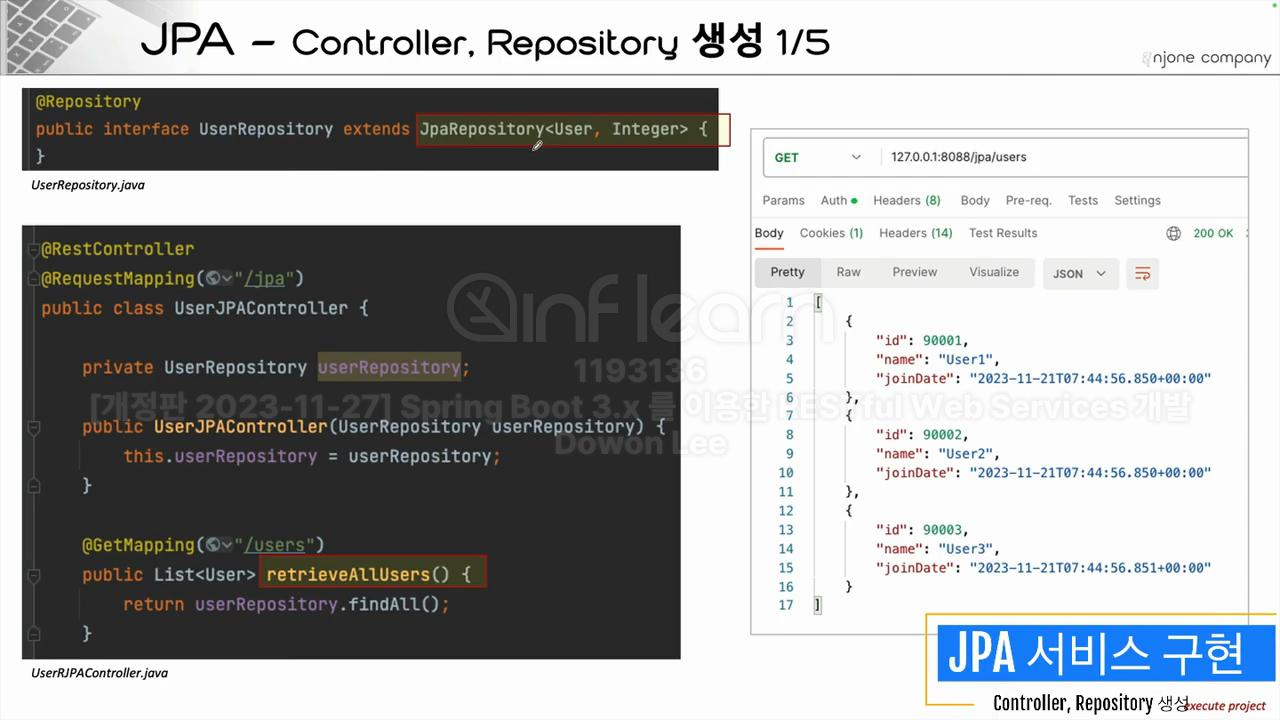 JPA – Controller, Repository 생성 1/5
njone company
@Repository
public interface UserRepository extends JpaRepository<User, Integer> {
}
UserRepository.java
@RestController
@RequestMapping("/jpa")
public class UserJPAController {
private UserRepository userRepository;
public UserJPAController(UserRepository userRepository) {
this.userRepository = userRepository;
}
@GetMapping("/users")
public List<User> retrieveAllUsers() {
return userRepository.findAll();
}
UserRJPAController.java
GET 127.0.0.1:8088/jpa/users
Params Auth Headers (8) Body Pre-req. Tests Settings
Body Cookies (1) Headers (14) Test Results 200 OK
Pretty Raw Preview Visualize JSON
1 [
2 {
3 "id": 90001,
4 "name": "User1",
5 "joinDate": "2023-11-21T07:44:56.850+00:00"
6 },
7 {
8 "id": 90002,
9 "name": "User2",
10 "joinDate": "2023-11-21T07:44:56.850+00:00"
11 },
12 {
13 "id": 90003,
14 "name": "User3",
15 "joinDate": "2023-11-21T07:44:56.851+00:00"
16 }
17 ]
inflearn
1193136
[개정판 2023-11-27] Spring Boot 3.x 를 이용한 RESTful Web Services 개발
Dowon Lee
JPA 서비스 구현
Controller, Repository 생성
execute project